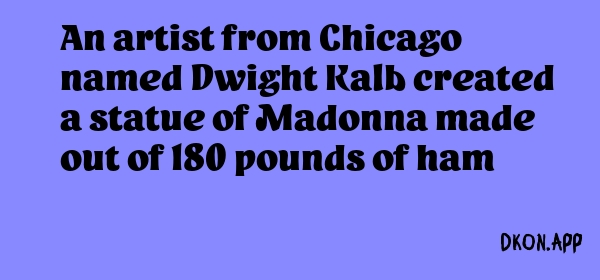 An artist from Chicago
named Dwight Kalb created
a statue of Madonna made
out of 180 pounds of ham
DKON.APP